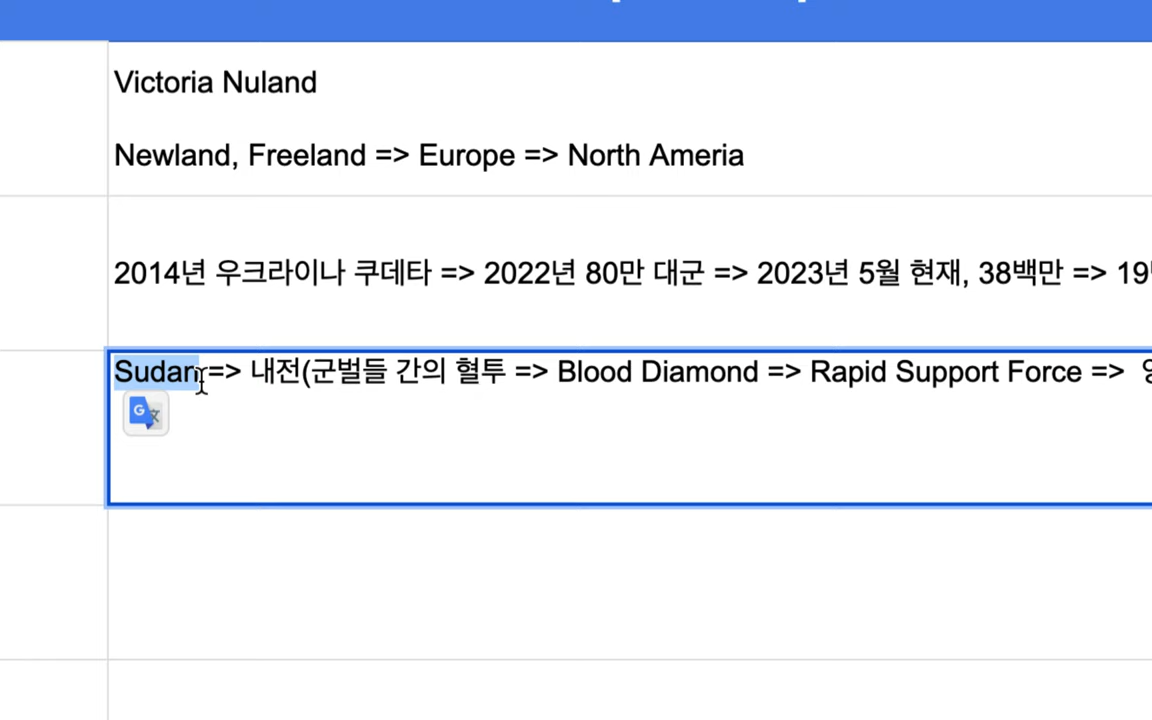 Victoria Nuland
Newland, Freeland => Europe => North Ameria
2014년 우크라이나 쿠데타 => 2022년 80만 대군 => 2023년 5월 현재, 38백만 => 19
Sudan => 내전(군벌들 간의 혈투 => Blood Diamond => Rapid Support Force =>